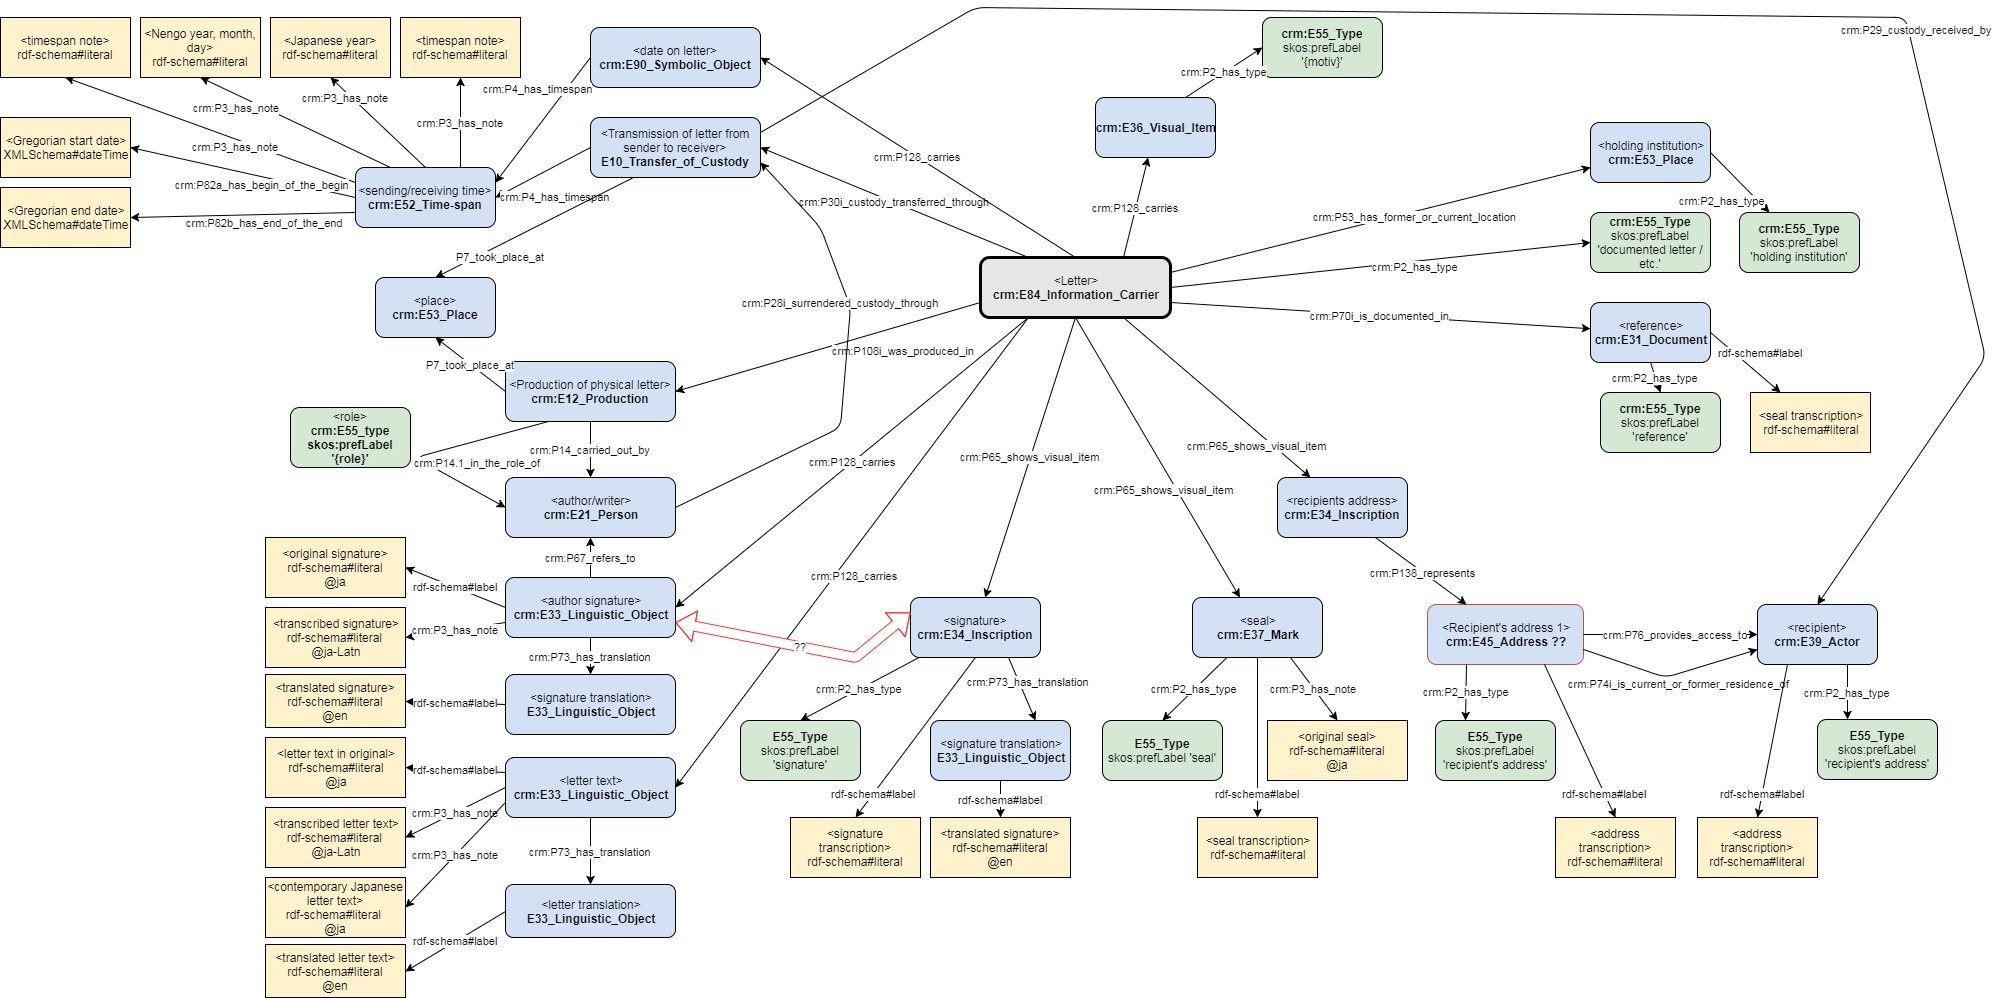 <timespan note>
rdf-schema#literal
<Nengo year, month,
day>
rdf-schema#literal
<Japanese year>
rdf-schema#literal
<timespan note>
rdf-schema#literal
<date on letter>
crm:E90_Symbolic_Object
crm:E55_Type
skos:prefLabel
'{motiv}'
crm:P29_custody_received_by
crm:P2_has_type
crm:P4_has_timespan
crm:P3_has_note
crm:P3_has_note
crm:P3_has_note
crm:P3_has_note
<Gregorian start date>
XMLSchema#dateTime
<Transmission of letter from
sender to receiver>
E10_Transfer_of_Custody
crm:E36_Visual_Item
<holding institution>
crm:E53_Place
crm:P128_carries
crm:P82a_has_begin_of_the_begin
<sending/receiving time>
crm:E52_Time-span
crm:P4_has_timespan
crm:P30i_custody_transferred_through
crm:P128_carries
crm:P53_has_former_or_current_location
crm:P2_has_type
<Gregorian end date>
XMLSchema#dateTime
crm:P82b_has_end_of_the_end
crm:E55_Type
skos:prefLabel
'documented letter /
etc.'
crm:E55_Type
skos:prefLabel
'holding institution'
P7_took_place_at
crm:P2_has_type
<Letter>
crm:E84_Information_Carrier
<place>
crm:E53_Place
crm:P28i_surrendered_custody_through
crm:P70i_is_documented_in
<reference>
crm:E31_Document
rdf-schema#label
crm:P108i_was_produced_in
P7_took_place_at
crm:P2_has_type
<Production of physical letter>
crm:E12_Production
crm:E55_Type
skos:prefLabel
'reference'
<seal transcription>
rdf-schema#literal
<role>
crm:E55_type
skos:prefLabel
'{role}'
crm:P14_carried_out_by
crm:P14.1_in_the_role_of
crm:P128_carries
crm:P65_shows_visual_item
crm:P65_shows_visual_item
crm:P65_shows_visual_item
<author/writer>
crm:E21_Person
<recipients address>
crm:E34_Inscription
crm:P67_refers_to
<original signature>
rdf-schema#literal
@ja
rdf-schema#label
crm:P128_carries
crm:P138_represents
<author signature>
crm:E33_Linguistic_Object
<transcribed signature>
rdf-schema#literal
@ja-Latn
crm:P3_has_note
??
<signature>
crm:E34_Inscription
<seal>
crm:E37_Mark
<Recipient's address 1>
crm:E45_Address ??
crm:P76_provides_access_to
<recipient>
crm:E39_Actor
crm:P73_has_translation
crm:P2_has_type
crm:P73_has_translation
crm:P2_has_type
crm:P3_has_note
crm:P2_has_type
crm:P74i_is_current_or_former_residence_of
crm:P2_has_type
<translated signature>
rdf-schema#literal
@en
rdf-schema#label
<signature translation>
crm:E33_Linguistic_Object
E55_Type
skos:prefLabel
'signature'
<signature translation>
E33_Linguistic_Object
E55_Type
skos:prefLabel 'seal'
<original seal>
rdf-schema#literal
@ja
E55_Type
skos:prefLabel
'recipient's address'
E55_Type
skos:prefLabel
'recipient's address'
<letter text in original>
rdf-schema#literal
@ja
rdf-schema#label
<letter text>
crm:E33_Linguistic_Object
rdf-schema#label
rdf-schema#label
rdf-schema#label
rdf-schema#label
rdf-schema#label
<transcribed letter text>
rdf-schema#literal
@ja-Latn
crm:P3_has_note
crm:P3_has_note
crm:P73_has_translation
<signature
transcription>
rdf-schema#literal
<translated signature>
rdf-schema#literal
@en
<seal transcription>
rdf-schema#literal
<address
transcription>
rdf-schema#literal
<address
transcription>
rdf-schema#literal
<contemporary Japanese
letter text>
rdf-schema#literal
@ja
<letter translation>
E33_Linguistic_Object
rdf-schema#label
<translated letter text>
rdf-schema#literal
@en